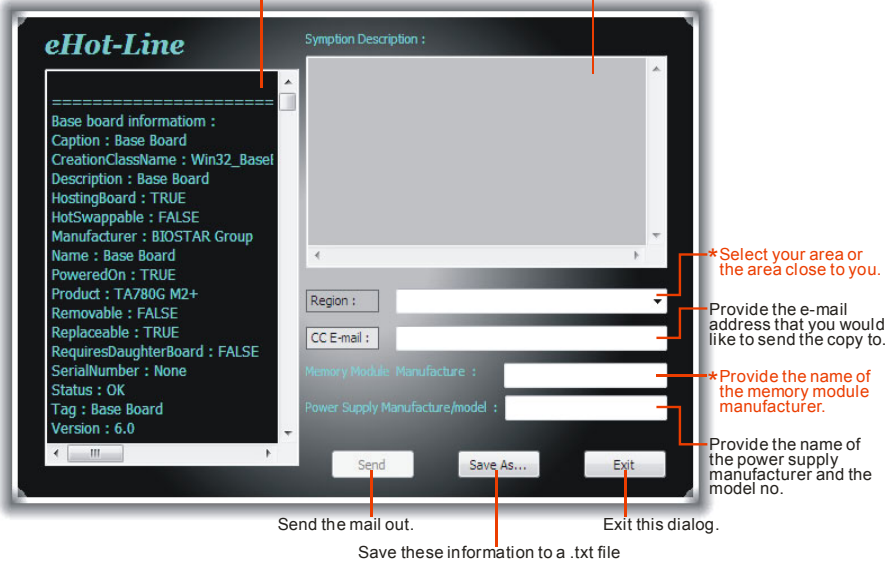 eHot-Line
Symption Description :
======================
Base board informatiom :
Caption : Base Board
CreationClassName : Win32_BaseB
Description : Base Board
HostingBoard : TRUE
HotSwappable : FALSE
Manufacturer : BIOSTAR Group
Name : Base Board
PoweredOn : TRUE
Product : TA780G M2+
Removable : FALSE
Replaceable : TRUE
RequiresDaughterBoard : FALSE
SerialNumber : None
Status : OK
Tag : Base Board
Version : 6.0
Region :
CC E-mail :
Memory Module Manufacture :
Power Supply Manufacture/model :
Send
Save As...
Exit
*Select your area or
the area close to you.
Provide the e-mail
address that you would
like to send the copy to.
*Provide the name of
the memory module
manufacturer.
Provide the name of
the power supply
manufacturer and the
model no.
Send the mail out.
Exit this dialog.
Save these information to a .txt file